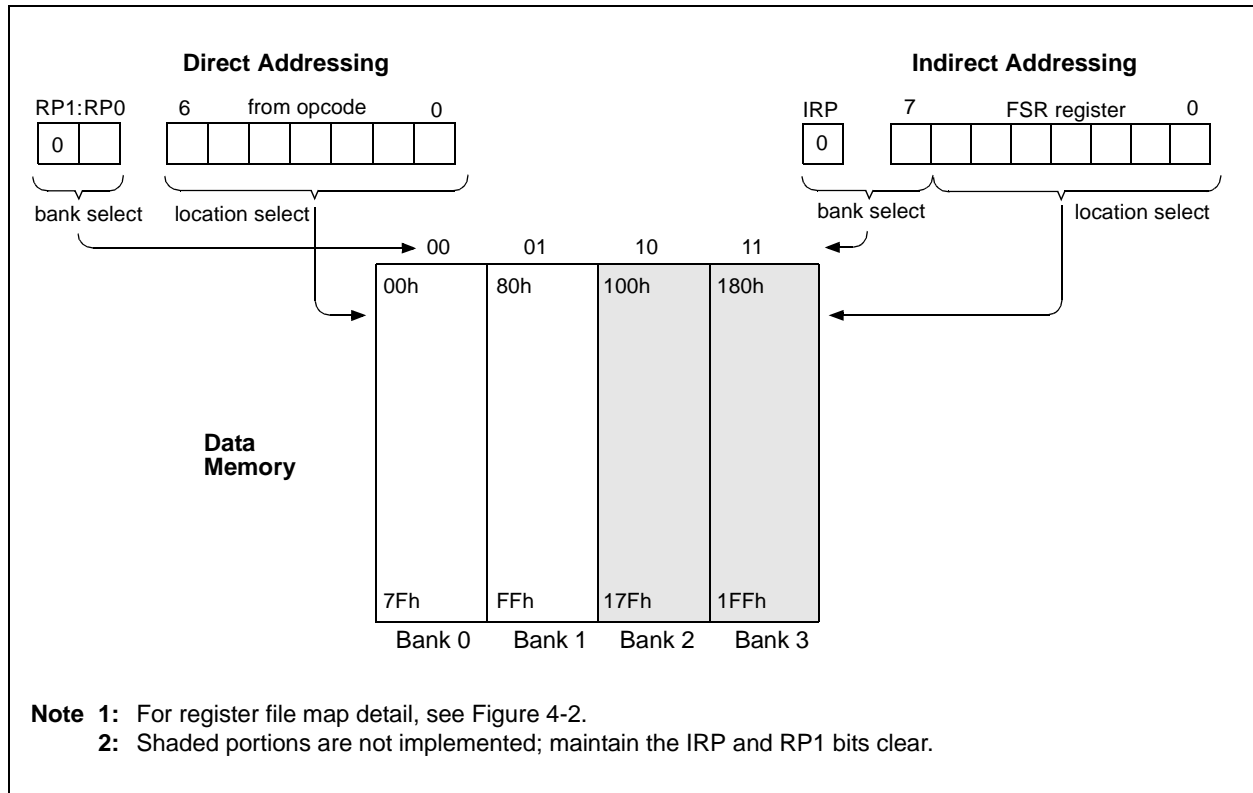 Direct Addressing
Indirect Addressing
RP1:RP0 6 from opcode 0
IRP 7 FSR register 0
0
0
bank select location select
bank select location select
00 01 10 11
00h 80h 100h 180h
Data
Memory
7Fh FFh 17Fh 1FFh
Bank 0 Bank 1 Bank 2 Bank 3
Note 1: For register file map detail, see Figure 4-2.
2: Shaded portions are not implemented; maintain the IRP and RP1 bits clear.